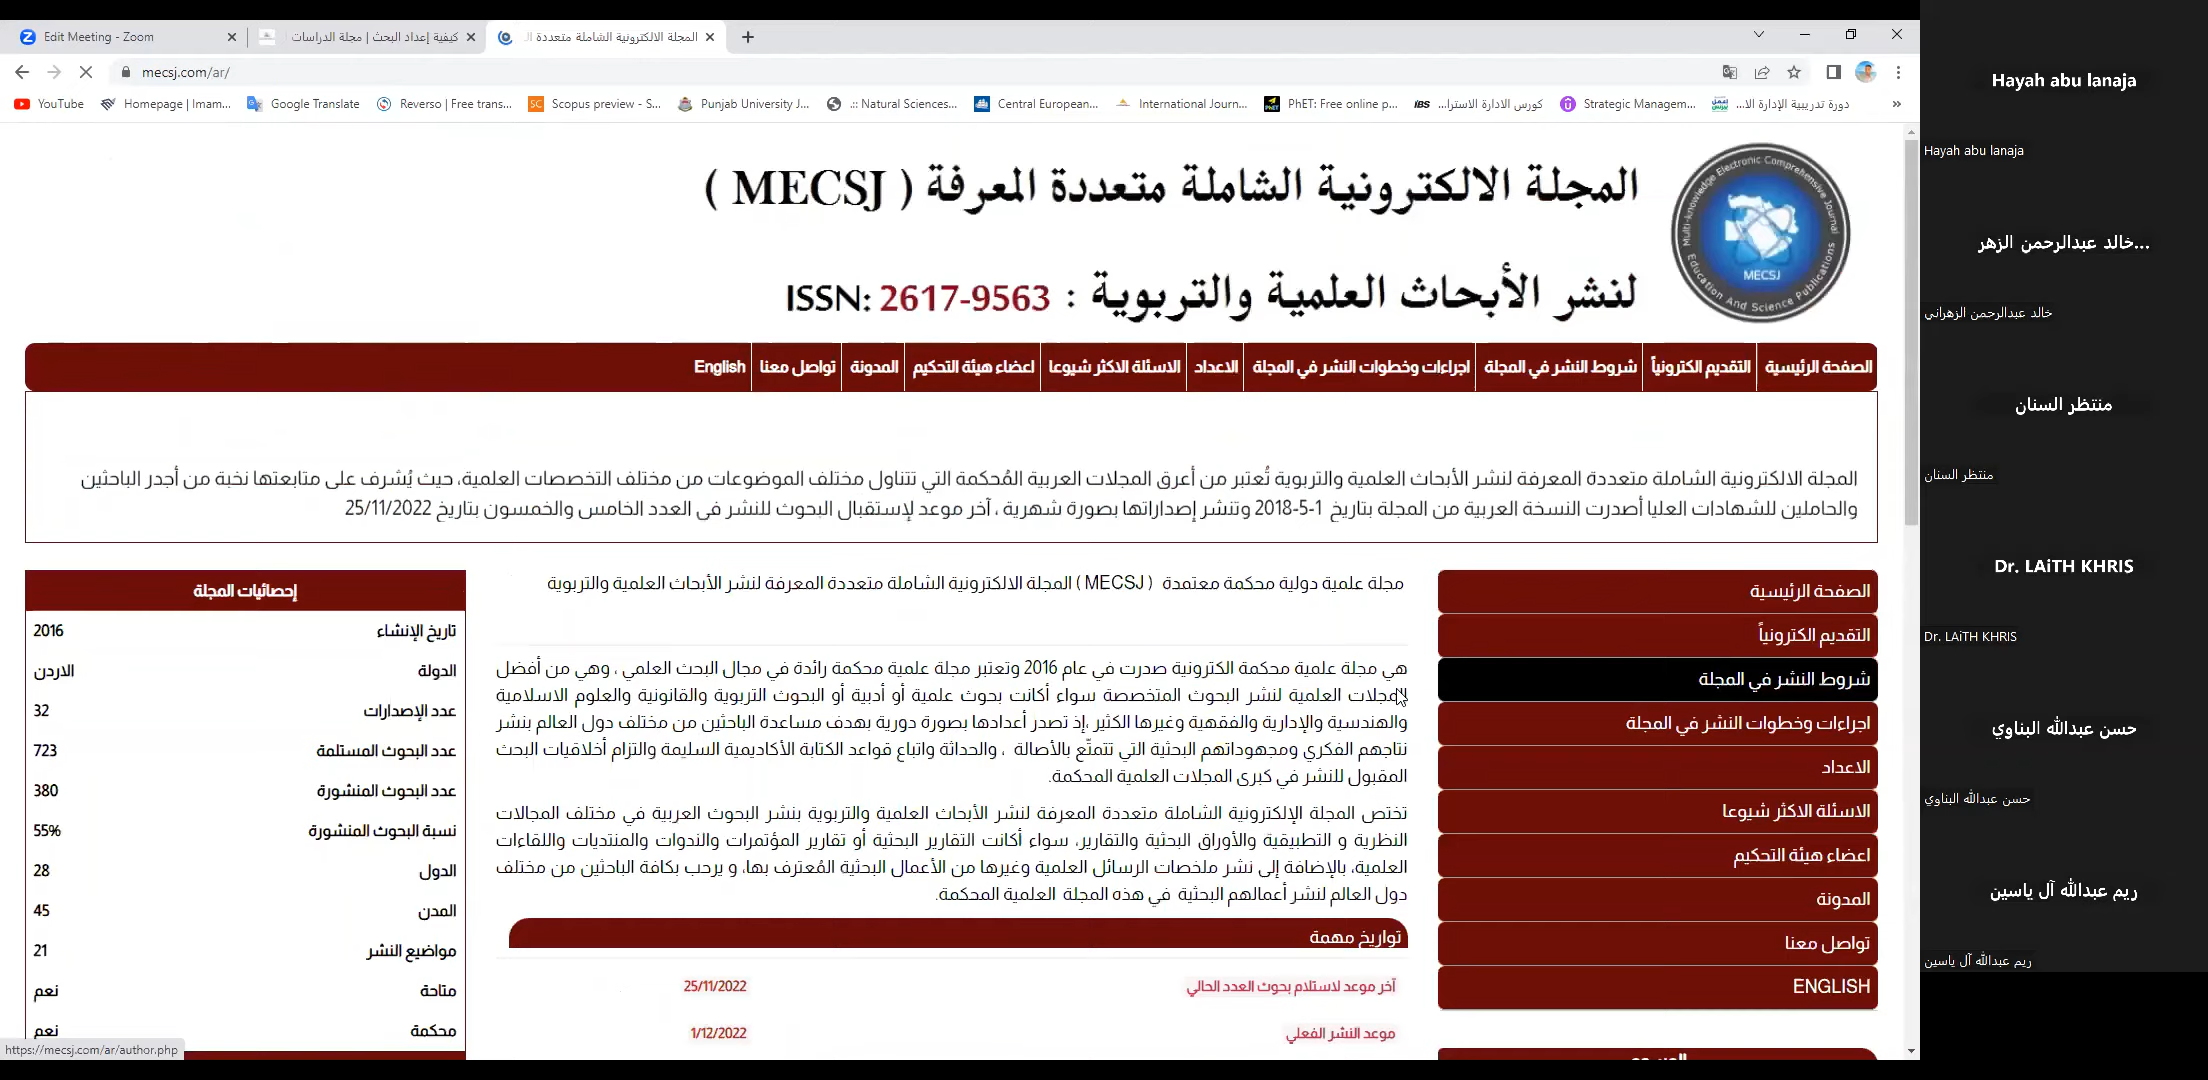 Edit Meeting - Zoom
كيفية إعداد البحث | مجلة الدراسات
المجلة الالكترونية الشاملة متعددة ال
mecsj.com/ar/
YouTube
Homepage | Imam...
Google Translate
Reverso | Free trans...
Scopus preview - S...
Punjab University J...
.:: Natural Sciences...
Central European...
International Journ...
PhET: Free online p...
كورس الادارة الاسترا...
Strategic Managem...
دورة تدريبية الإدارة الا...
المجلة الالكترونية الشاملة متعددة المعرفة ( MECSJ )
لنشر الأبحاث العلمية والتربوية : ISSN: 2617-9563
Multi-knowledge Electronic Comprehensive Journal
MECSJ
Education And Science Publications
الصفحة الرئيسية
التقديم الكترونياً
شروط النشر في المجلة
اجراءات وخطوات النشر في المجلة
الاعداد
الاسئلة الاكثر شيوعا
اعضاء هيئة التحكيم
المدونة
تواصل معنا
English
المجلة الالكترونية الشاملة متعددة المعرفة لنشر الأبحاث العلمية والتربوية تُعتبر من أعرق المجلات العربية المُحكمة التي تتناول مختلف الموضوعات من مختلف التخصصات العلمية، حيث يُشرف على متابعتها نخبة من أجدر الباحثين
والحاملين للشهادات العليا أصدرت النسخة العربية من المجلة بتاريخ 1-5-2018 وتنشر إصداراتها بصورة شهرية ، آخر موعد لإستقبال البحوث للنشر في العدد الخامس والخمسون بتاريخ 25/11/2022
الصفحة الرئيسية
التقديم الكترونياً
شروط النشر في المجلة
اجراءات وخطوات النشر في المجلة
الاعداد
الاسئلة الاكثر شيوعا
اعضاء هيئة التحكيم
المدونة
تواصل معنا
ENGLISH
مجلة علمية دولية محكمة معتمدة ( MECSJ ) المجلة الالكترونية الشاملة متعددة المعرفة لنشر الأبحاث العلمية والتربوية
هي مجلة علمية محكمة الكترونية صدرت في عام 2016 وتعتبر مجلة علمية محكمة رائدة في مجال البحث العلمي ، وهي من أفضل
المجلات العلمية لنشر البحوث المتخصصة سواء أكانت بحوث علمية أو أدبية أو البحوث التربوية والقانونية والعلوم الاسلامية
والهندسية والإدارية والفقهية وغيرها الكثير ،إذ تصدر أعدادها بصورة دورية بهدف مساعدة الباحثين من مختلف دول العالم بنشر
نتاجهم الفكري ومجهوداتهم البحثية التي تتمتّع بالأصالة ، والحداثة واتباع قواعد الكتابة الأكاديمية السليمة والتزام أخلاقيات البحث
المقبول للنشر في كبرى المجلات العلمية المحكمة.
تختص المجلة الإلكترونية الشاملة متعددة المعرفة لنشر الأبحاث العلمية والتربوية بنشر البحوث العربية في مختلف المجالات
النظرية و التطبيقية والأوراق البحثية والتقارير، سواء أكانت التقارير البحثية أو تقارير المؤتمرات والندوات والمنتديات واللقاءات
العلمية، بالإضافة إلى نشر ملخصات الرسائل العلمية وغيرها من الأعمال البحثية المُعترف بها، و يرحب بكافة الباحثين من مختلف
دول العالم لنشر أعمالهم البحثية في هذه المجلة العلمية المحكمة.
تواريخ مهمة
آخر موعد لاستلام بحوث العدد الحالي 25/11/2022
موعد النشر الفعلي 1/12/2022
إحصائيات المجلة
تاريخ الإنشاء 2016
الدولة الاردن
عدد الإصدارات 32
عدد البحوث المستلمة 723
عدد البحوث المنشورة 380
نسبة البحوث المنشورة 55%
الدول 28
المدن 45
مواضيع النشر 21
متاحة نعم
محكمة نعم
https://mecsj.com/ar/author.php
Hayah abu lanaja
Hayah abu lanaja
خالد عبدالرحمن الزهر...
خالد عبدالرحمن الزهراني
منتظر السنان
منتظر السنان
Dr. LAiTH KHRIS
Dr. LAiTH KHRIS
حسن عبدالله البناوي
حسن عبدالله البناوي
ريم عبدالله آل ياسين
ريم عبدالله آل ياسين